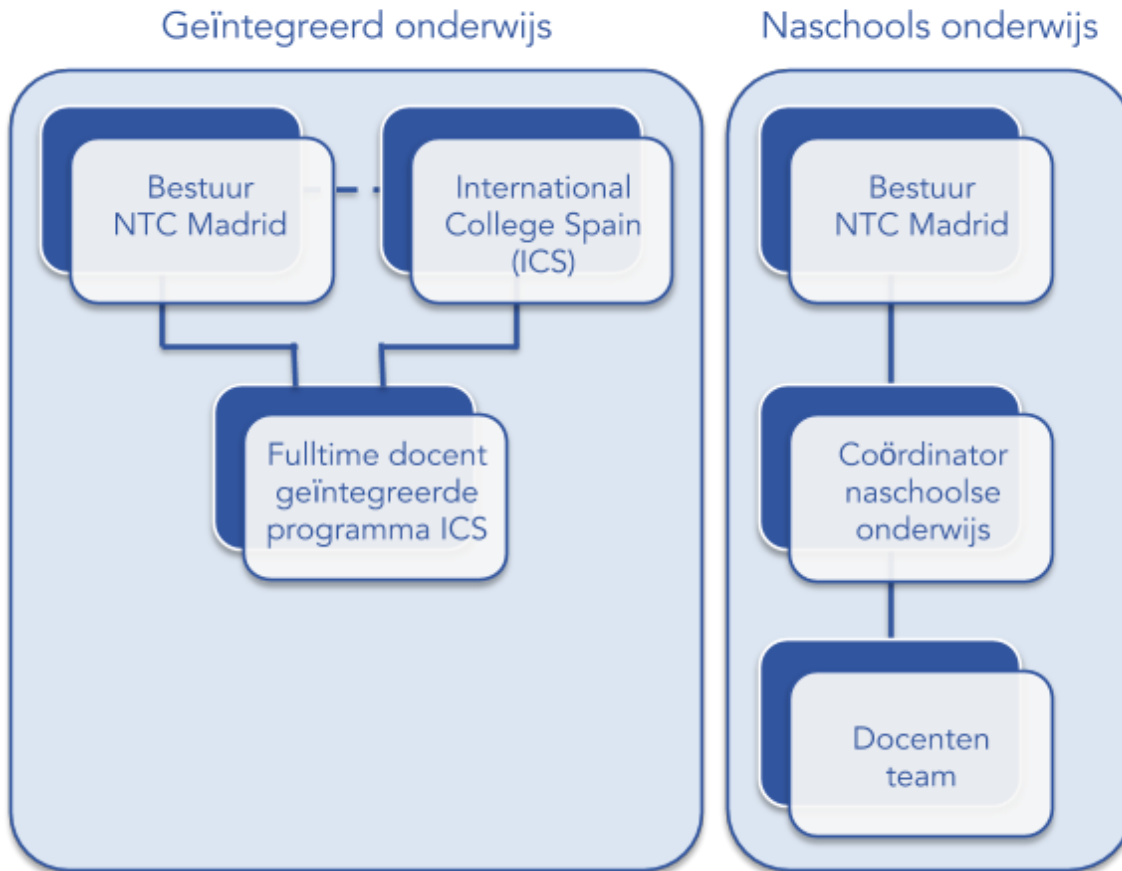 Geïntegreerd onderwijs
Bestuur
NTC Madrid
International
College Spain
(ICS)
Fulltime docent
geïntegreerde
programma ICS
Naschools onderwijs
Bestuur
NTC Madrid
Coördinator
naschoolse
onderwijs
Docenten
team